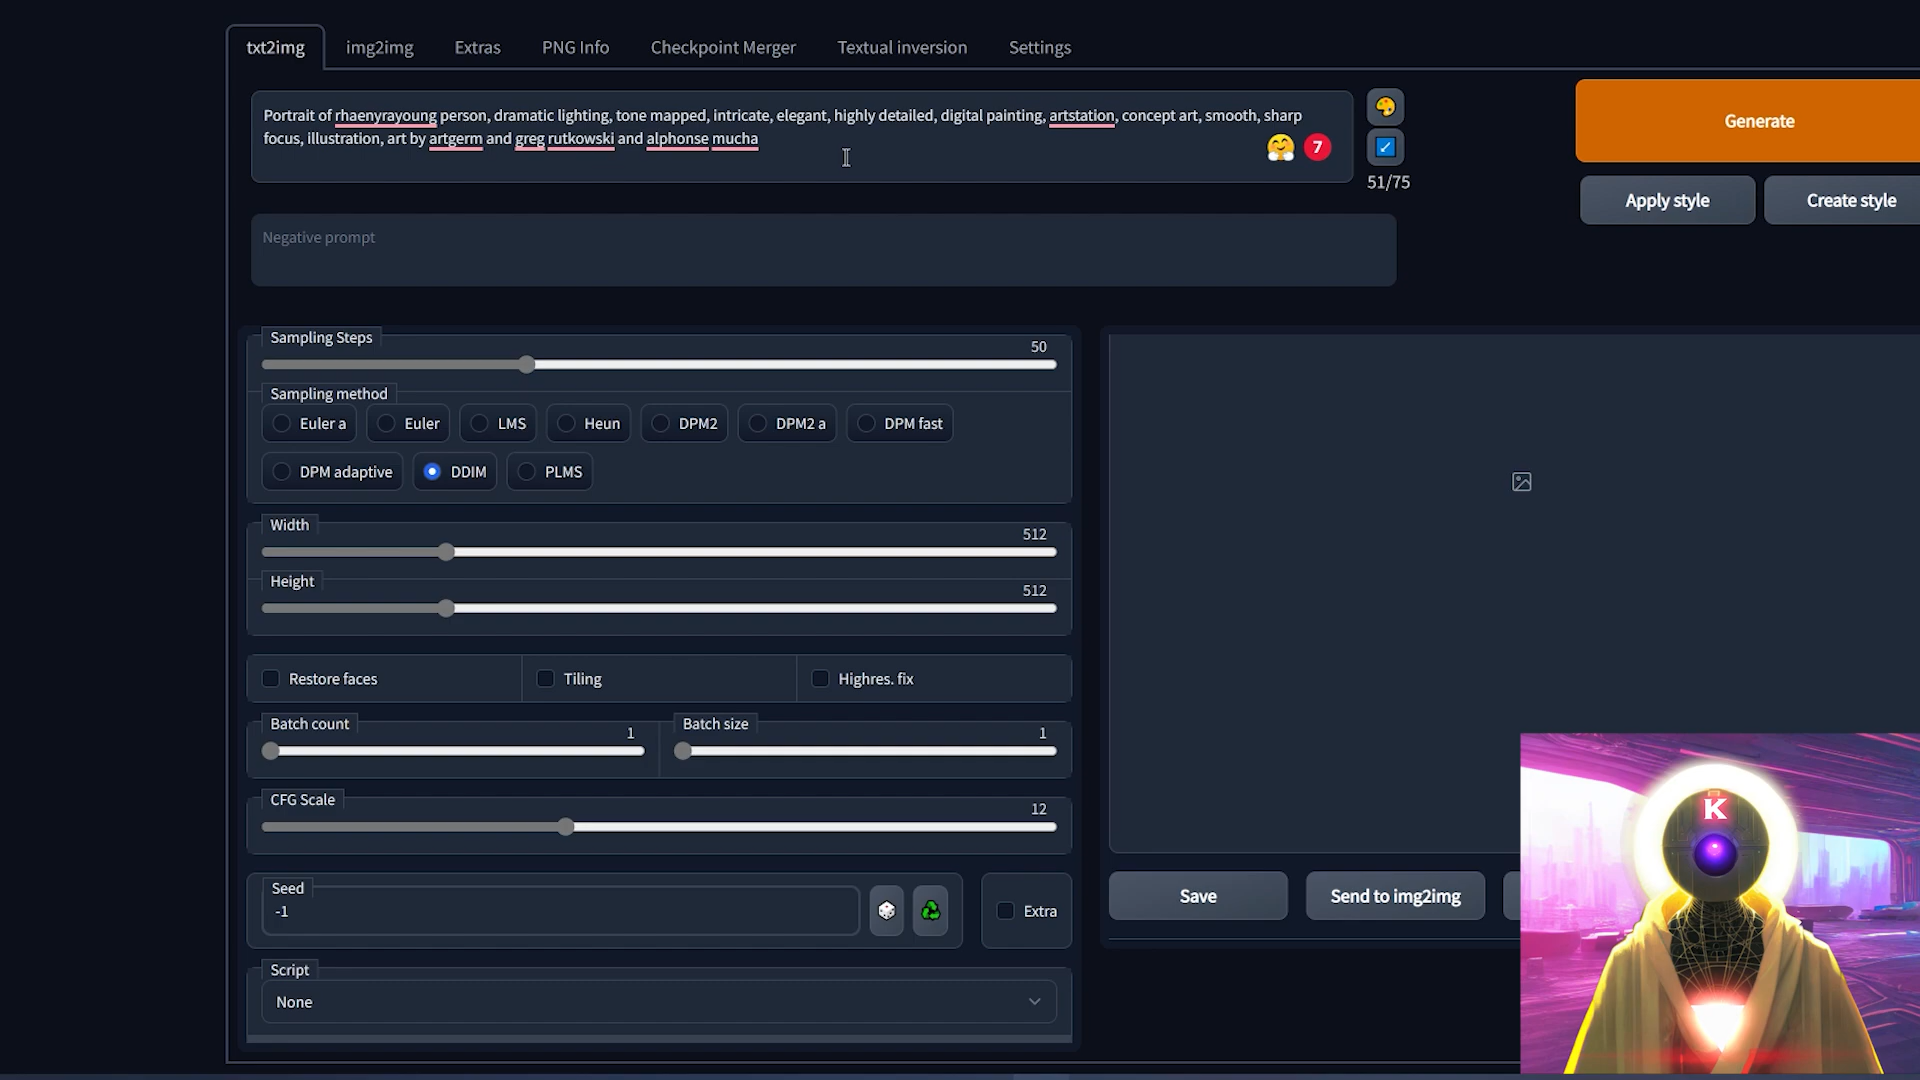 txt2img img2img Extras PNG Info Checkpoint Merger Textual inversion Settings
Portrait of rhaenyrayoung person, dramatic lighting, tone mapped, intricate, elegant, highly detailed, digital painting, artstation, concept art, smooth, sharp
focus, illustration, art by artgerm and greg rutkowski and alphonse mucha
7
51/75
Generate
Apply style Create style
Negative prompt
Sampling Steps
50
Sampling method
Euler a Euler LMS Heun DPM2 DPM2 a DPM fast
DPM adaptive DDIM PLMS
Width
512
Height
512
Restore faces Tiling Highres. fix
Batch count Batch size
1 1
CFG Scale
12
Seed
-1
Extra
Script
None
Save Send to img2img
K